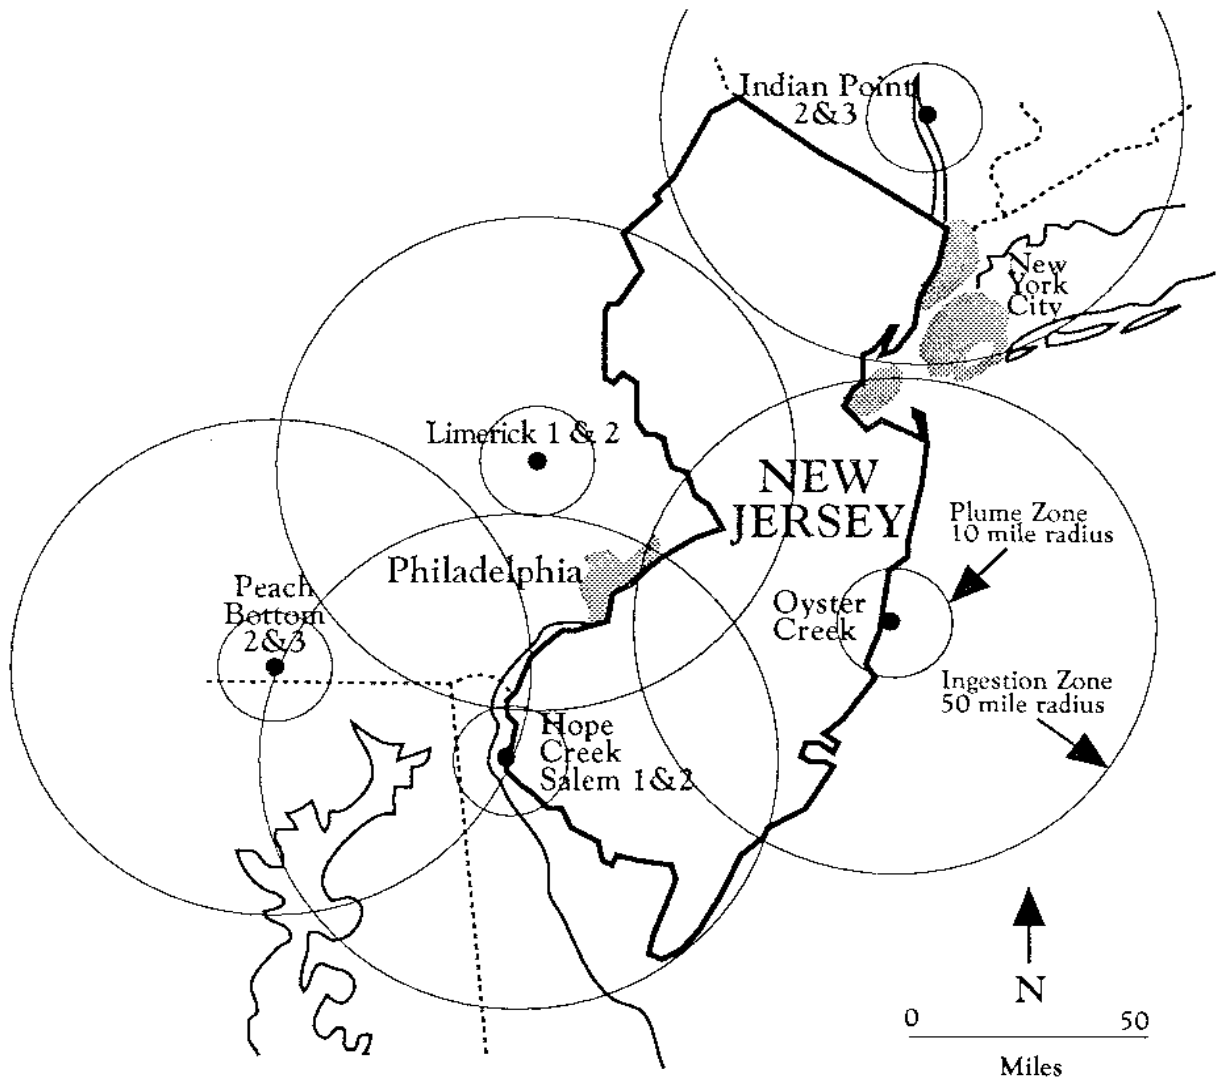 Indian Point
2&3
New
York
City
Limerick 1 & 2
NEW
JERSEY
Plume Zone
10 mile radius
Philadelphia
Peach
Bottom
2&3
Oyster
Creek
Ingestion Zone
50 mile radius
Hope
Creek
Salem 1&2
N
0 50
Miles